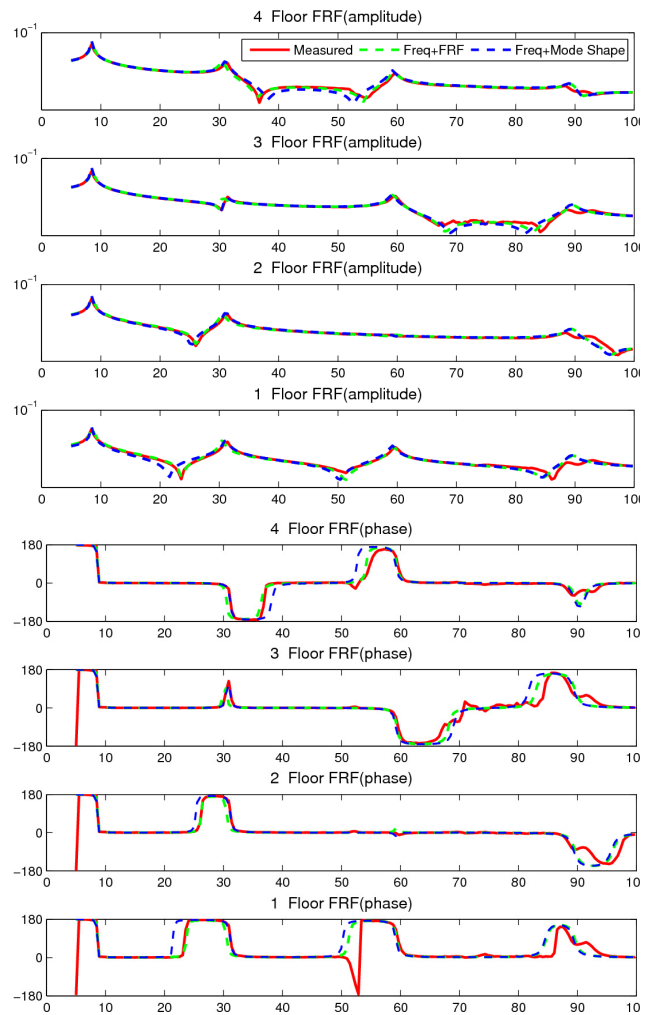 4 Floor FRF(amplitude)
10⁻¹
Measured Freq+FRF Freq+Mode Shape
0 10 20 30 40 50 60 70 80 90 100
3 Floor FRF(amplitude)
10⁻¹
0 10 20 30 40 50 60 70 80 90 100
2 Floor FRF(amplitude)
10⁻¹
0 10 20 30 40 50 60 70 80 90 100
1 Floor FRF(amplitude)
10⁻¹
0 10 20 30 40 50 60 70 80 90 100
4 Floor FRF(phase)
180
0
−180
0 10 20 30 40 50 60 70 80 90 100
3 Floor FRF(phase)
180
0
−180
0 10 20 30 40 50 60 70 80 90 100
2 Floor FRF(phase)
180
0
−180
0 10 20 30 40 50 60 70 80 90 100
1 Floor FRF(phase)
180
0
−180
0 10 20 30 40 50 60 70 80 90 100